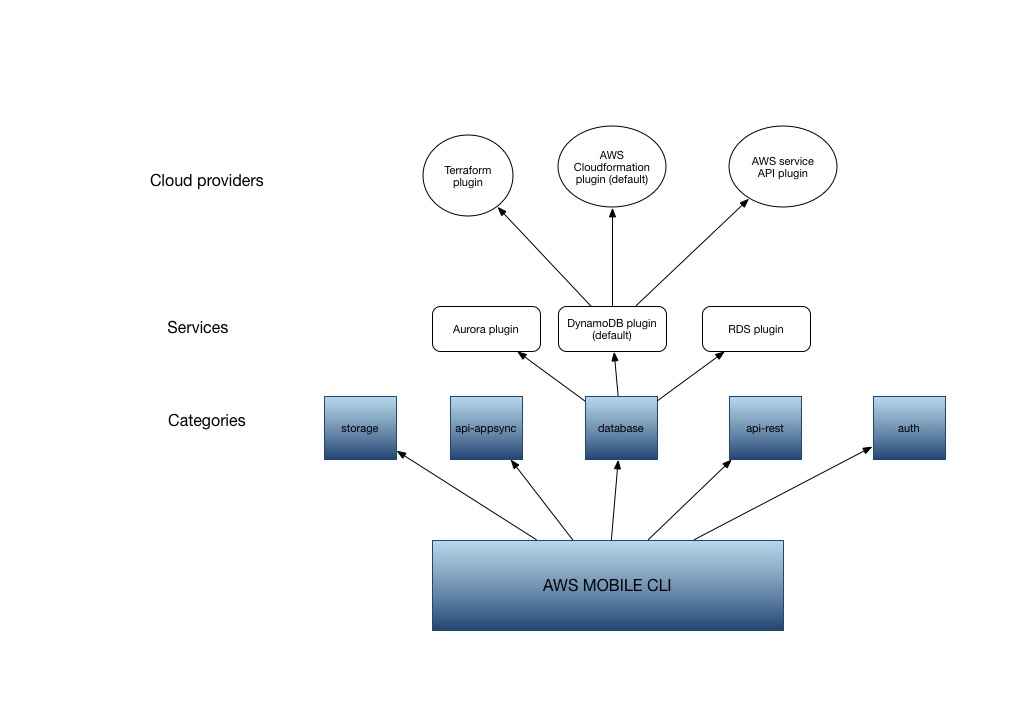 Cloud providers
Terraform
plugin
AWS
Cloudformation
plugin (default)
AWS service
API plugin
Services
Aurora plugin
DynamoDB plugin
(default)
RDS plugin
Categories
storage
api-appsync
database
api-rest
auth
AWS MOBILE CLI